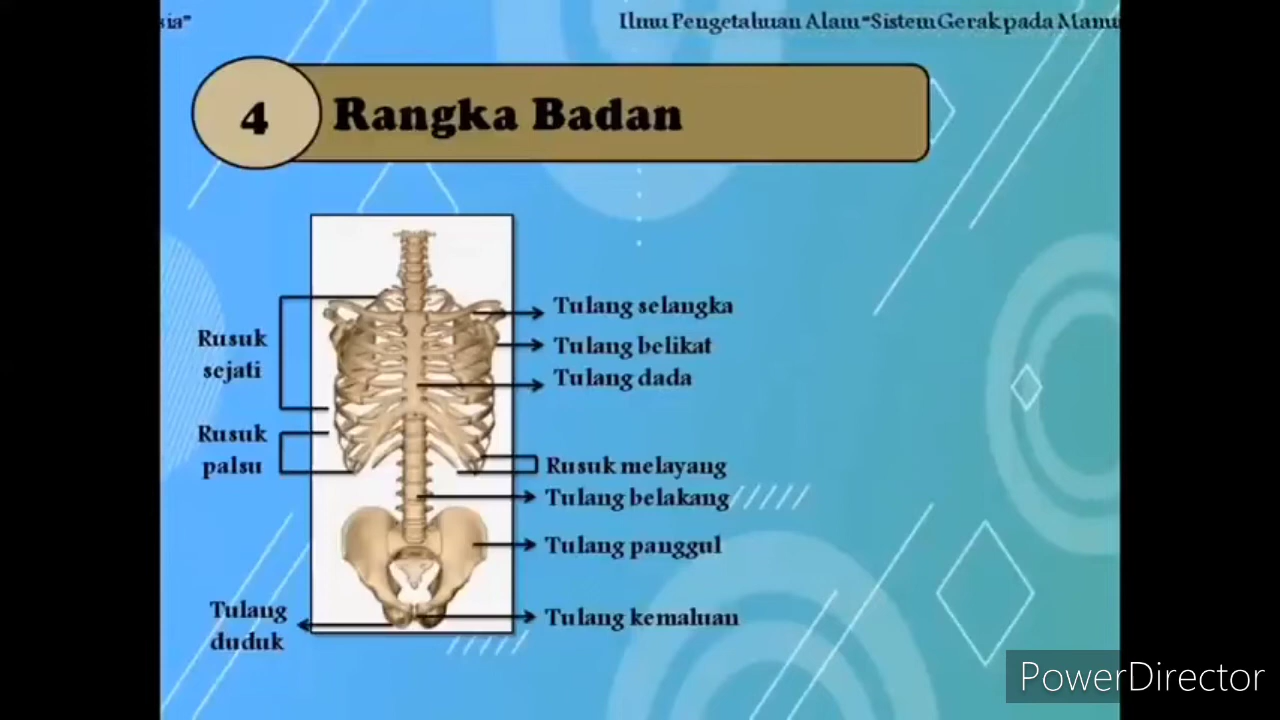 sia"
Ilmu Pengetahuan Alam "Sistem Gerak pada Manu
4
Rangka Badan
Rusuk
sejati
Rusuk
palsu
Tulang
duduk
Tulang selangka
Tulang belikat
Tulang dada
Rusuk melayang
Tulang belakang
Tulang panggul
Tulang kemaluan
PowerDirector